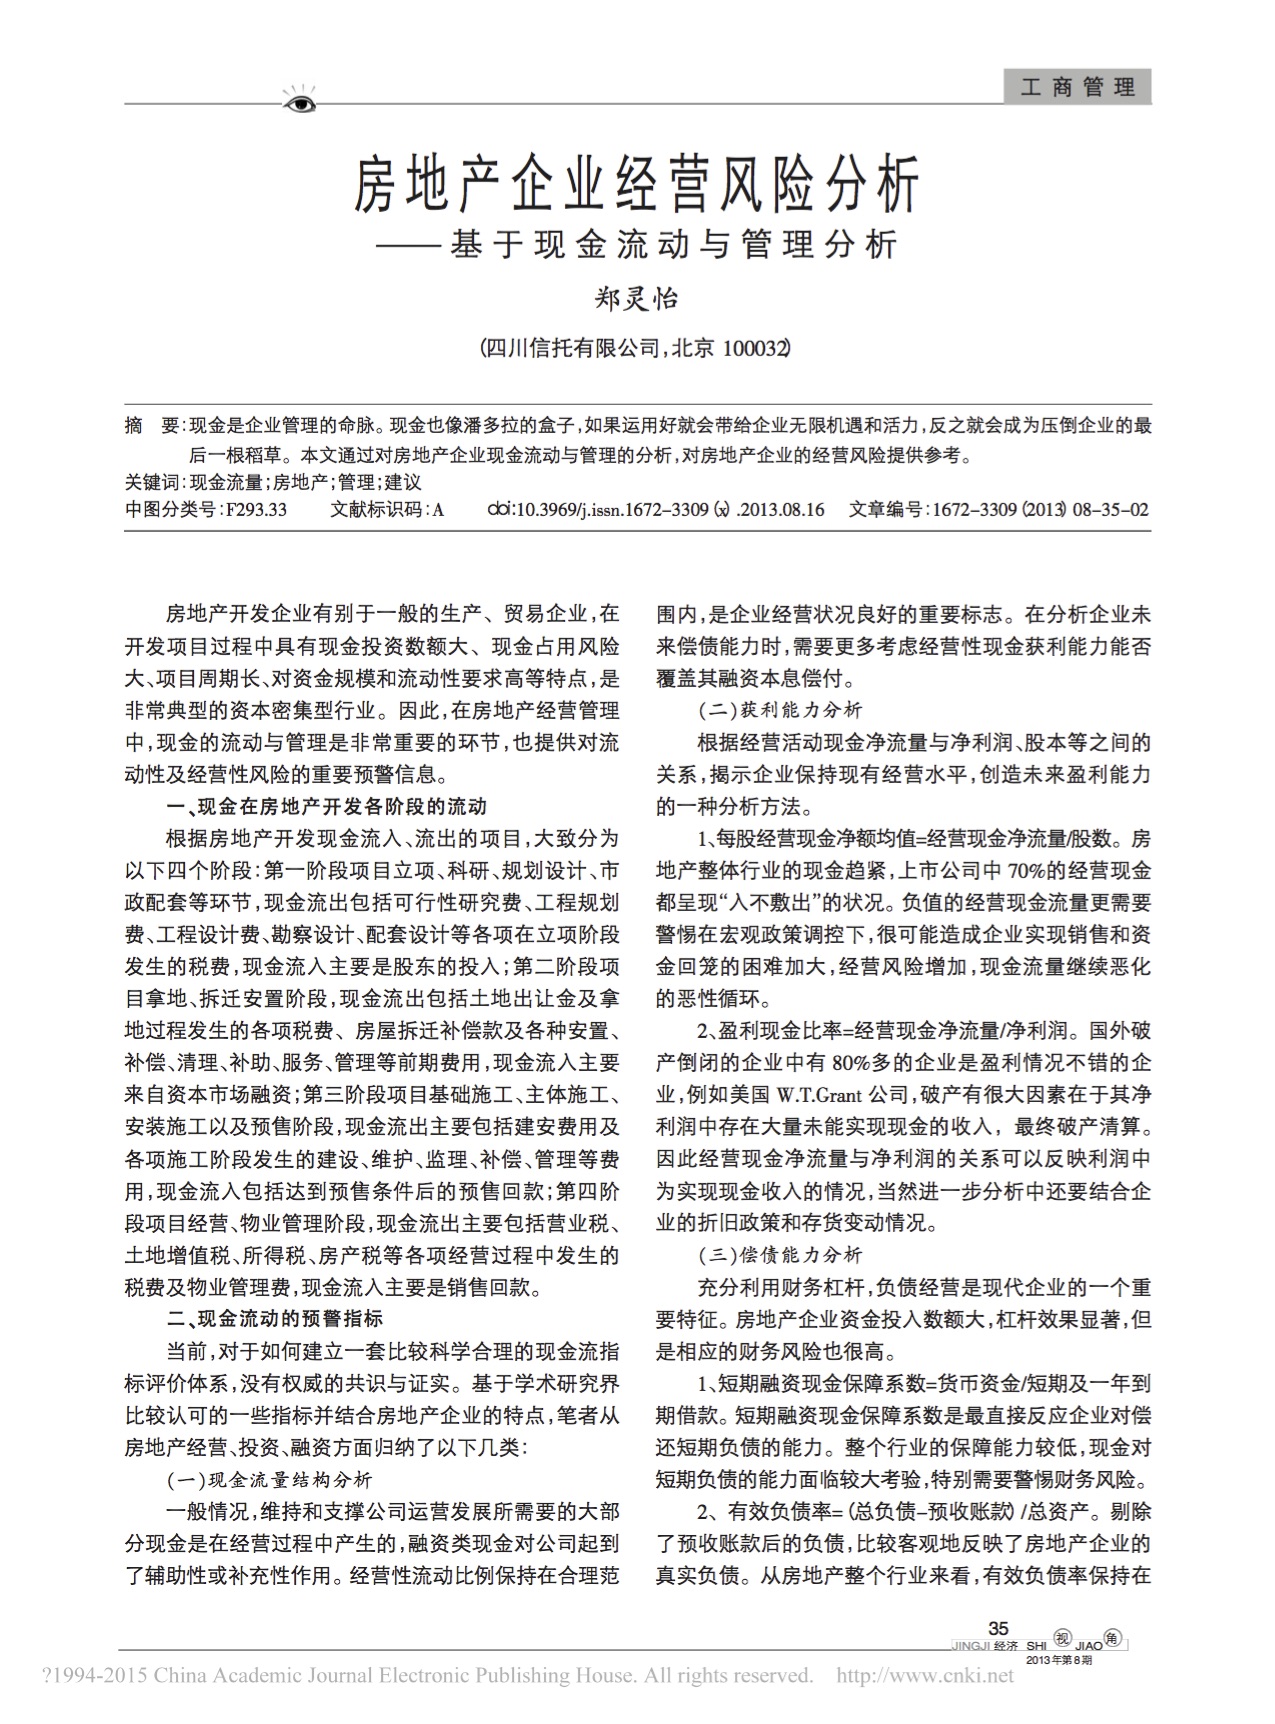 工商管理
房地产企业经营风险分析
——基于现金流动与管理分析
郑灵怡
(四川信托有限公司,北京 100032)
摘 要:现金是企业管理的命脉。现金也像潘多拉的盒子,如果运用好就会带给企业无限机遇和活力,反之就会成为压倒企业的最
后一根稻草。本文通过对房地产企业现金流动与管理的分析,对房地产企业的经营风险提供参考。
关键词:现金流量;房地产;管理;建议
中图分类号:F293.33 文献标识码:A doi:10.3969/j.issn.1672-3309(x).2013.08.16 文章编号:1672-3309(2013)08-35-02
房地产开发企业有别于一般的生产、贸易企业,在
开发项目过程中具有现金投资数额大、现金占用风险
大、项目周期长、对资金规模和流动性要求高等特点,是
非常典型的资本密集型行业。因此,在房地产经营管理
中,现金的流动与管理是非常重要的环节,也提供对流
动性及经营性风险的重要预警信息。
一、现金在房地产开发各阶段的流动
根据房地产开发现金流入、流出的项目,大致分为
以下四个阶段:第一阶段项目立项、科研、规划设计、市
政配套等环节,现金流出包括可行性研究费、工程规划
费、工程设计费、勘察设计、配套设计等各项在立项阶段
发生的税费,现金流入主要是股东的投入;第二阶段项
目拿地、拆迁安置阶段,现金流出包括土地出让金及拿
地过程发生的各项税费、房屋拆迁补偿款及各种安置、
补偿、清理、补助、服务、管理等前期费用,现金流入主要
来自资本市场融资;第三阶段项目基础施工、主体施工、
安装施工以及预售阶段,现金流出主要包括建安费用及
各项施工阶段发生的建设、维护、监理、补偿、管理等费
用,现金流入包括达到预售条件后的预售回款;第四阶
段项目经营、物业管理阶段,现金流出主要包括营业税、
土地增值税、所得税、房产税等各项经营过程中发生的
税费及物业管理费,现金流入主要是销售回款。
二、现金流动的预警指标
当前,对于如何建立一套比较科学合理的现金流指
标评价体系,没有权威的共识与证实。基于学术研究界
比较认可的一些指标并结合房地产企业的特点,笔者从
房地产经营、投资、融资方面归纳了以下几类:
(一)现金流量结构分析
一般情况,维持和支撑公司运营发展所需要的大部
分现金是在经营过程中产生的,融资类现金对公司起到
了辅助性或补充性作用。经营性流动比例保持在合理范
围内,是企业经营状况良好的重要标志。在分析企业未
来偿债能力时,需要更多考虑经营性现金获利能力能否
覆盖其融资本息偿付。
(二)获利能力分析
根据经营活动现金净流量与净利润、股本等之间的
关系,揭示企业保持现有经营水平,创造未来盈利能力
的一种分析方法。
1、每股经营现金净额均值=经营现金净流量/股数。房
地产整体行业的现金趋紧,上市公司中 70%的经营现金
都呈现“入不敷出”的状况。负值的经营现金流量更需要
警惕在宏观政策调控下,很可能造成企业实现销售和资
金回笼的困难加大,经营风险增加,现金流量继续恶化
的恶性循环。
2、盈利现金比率=经营现金净流量/净利润。国外破
产倒闭的企业中有 80%多的企业是盈利情况不错的企
业,例如美国 W.T.Grant 公司,破产有很大因素在于其净
利润中存在大量未能实现现金的收入, 最终破产清算。
因此经营现金净流量与净利润的关系可以反映利润中
为实现现金收入的情况,当然进一步分析中还要结合企
业的折旧政策和存货变动情况。
(三)偿债能力分析
充分利用财务杠杆,负债经营是现代企业的一个重
要特征。房地产企业资金投入数额大,杠杆效果显著,但
是相应的财务风险也很高。
1、短期融资现金保障系数=货币资金/短期及一年到
期借款。短期融资现金保障系数是最直接反应企业对偿
还短期负债的能力。整个行业的保障能力较低,现金对
短期负债的能力面临较大考验,特别需要警惕财务风险。
2、有效负债率=(总负债-预收账款)/总资产。剔除
了预收账款后的负债,比较客观地反映了房地产企业的
真实负债。从房地产整个行业来看,有效负债率保持在
35
JINGJI 经济 SHI 视 JIAO 角
2013年第8期
?1994-2015 China Academic Journal Electronic Publishing House. All rights reserved. http://www.cnki.net